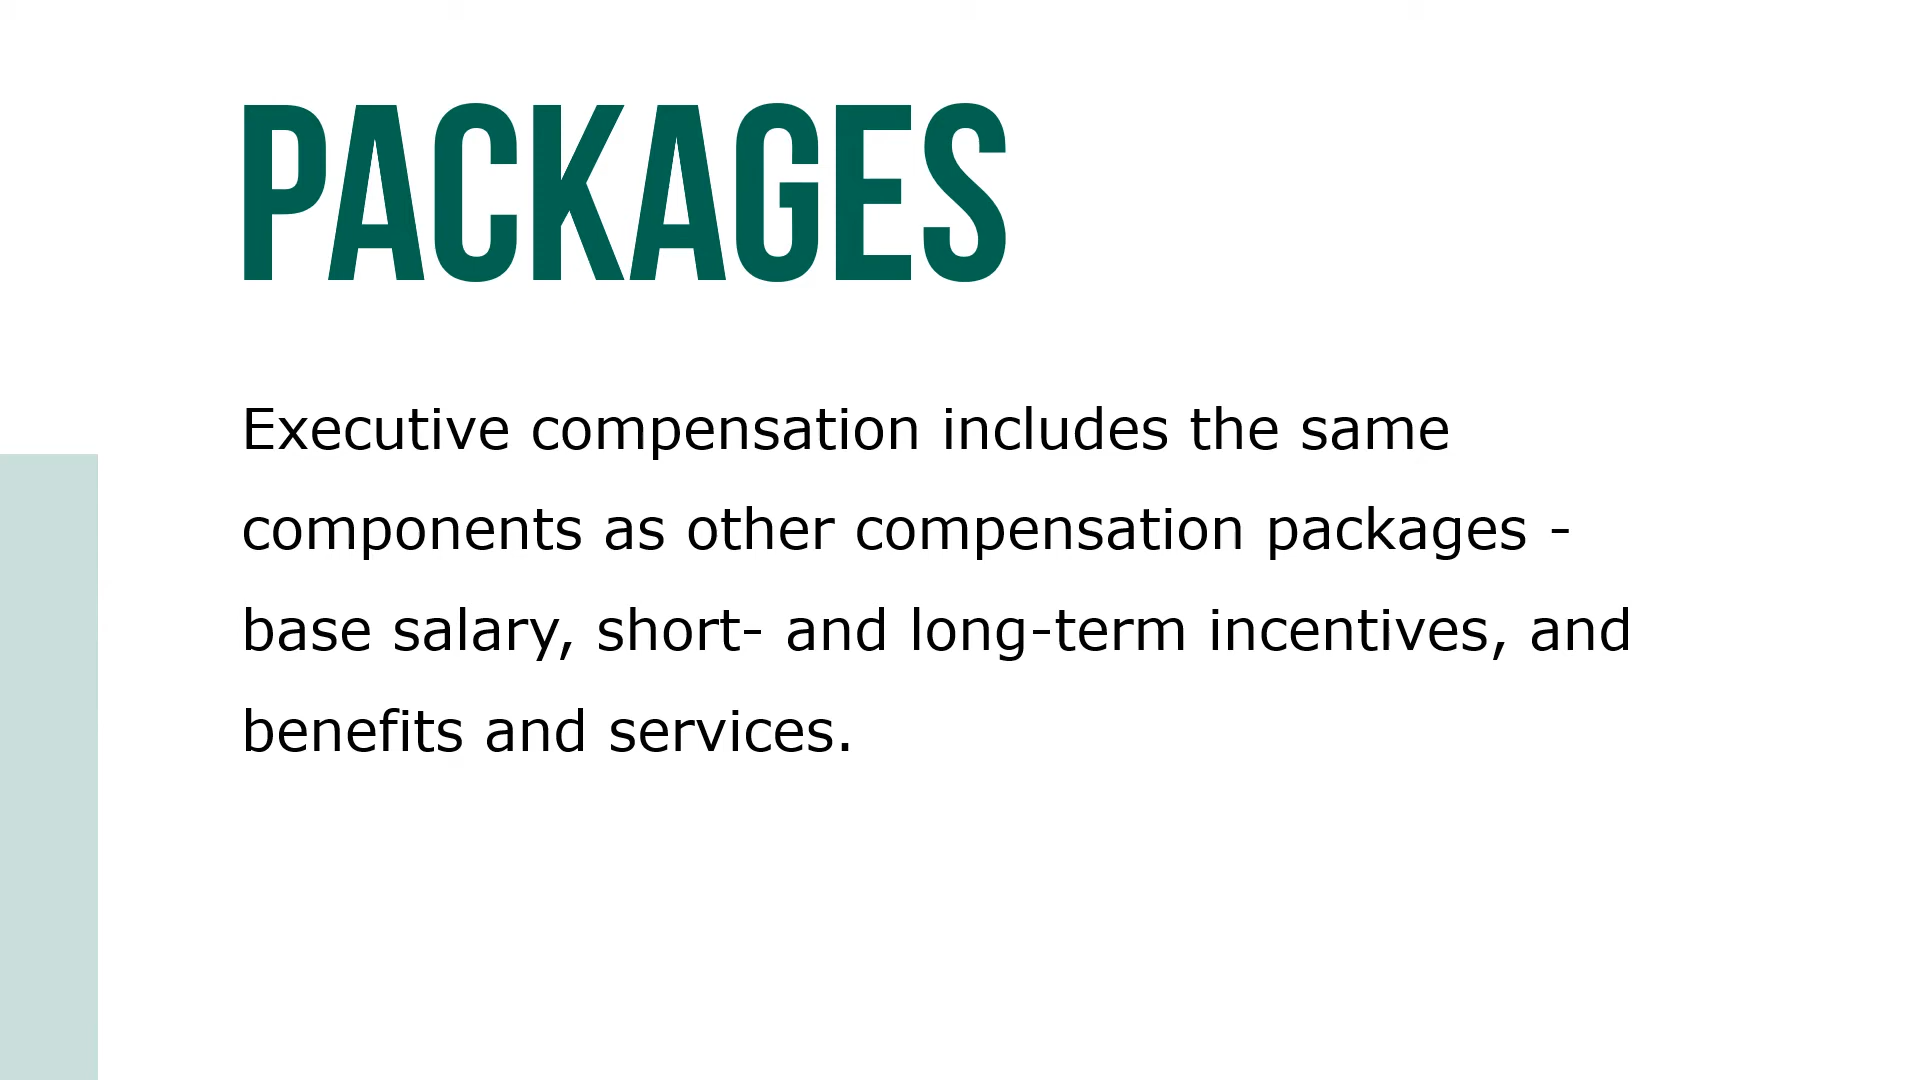 PACKAGES
Executive compensation includes the same
components as other compensation packages -
base salary, short- and long-term incentives, and
benefits and services.